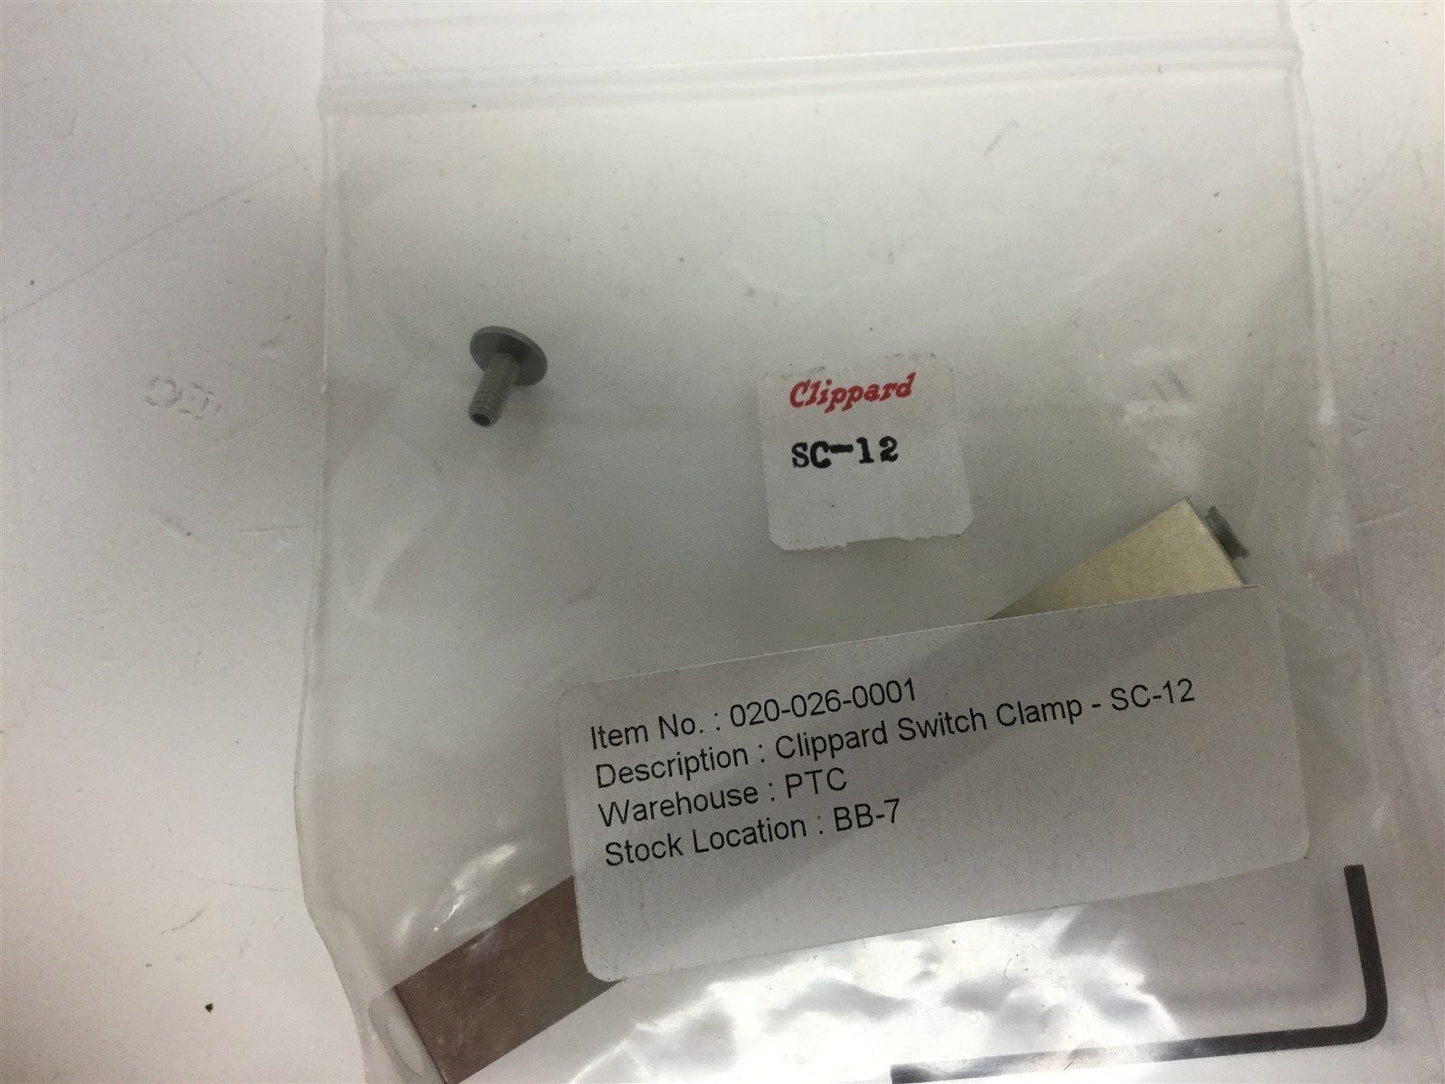 Clippard
SC-12
Item No. : 020-026-0001
Description : Clippard Switch Clamp - SC-12
Warehouse : PTC
Stock Location : BB-7